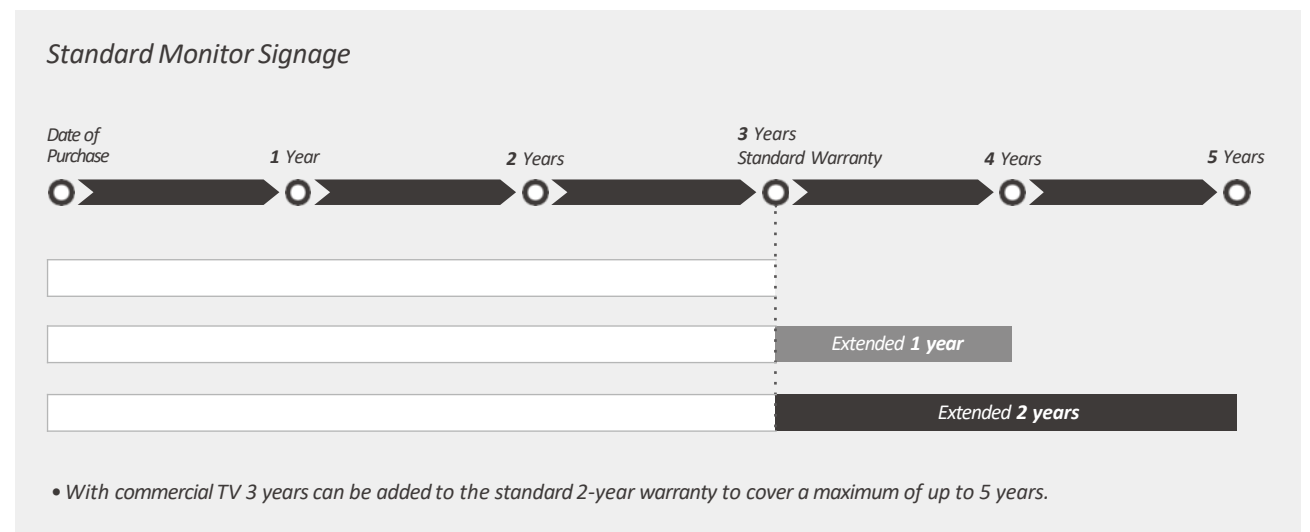 Standard Monitor Signage
Date of
Purchase
1 Year
2 Years
3 Years
Standard Warranty
4 Years
5 Years
Extended 1 year
Extended 2 years
• With commercial TV 3 years can be added to the standard 2-year warranty to cover a maximum of up to 5 years.